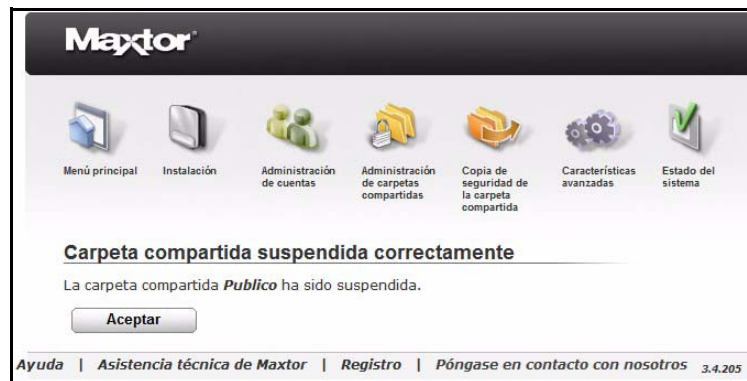 Maxtor
Menú principal
Instalación
Administración
de cuentas
Administración
de carpetas
compartidas
Copia de
seguridad de
la carpeta
compartida
Características
avanzadas
Estado del
sistema
Carpeta compartida suspendida correctamente
La carpeta compartida Publico ha sido suspendida.
Aceptar
Ayuda | Asistencia técnica de Maxtor | Registro | Póngase en contacto con nosotros 3.4.205